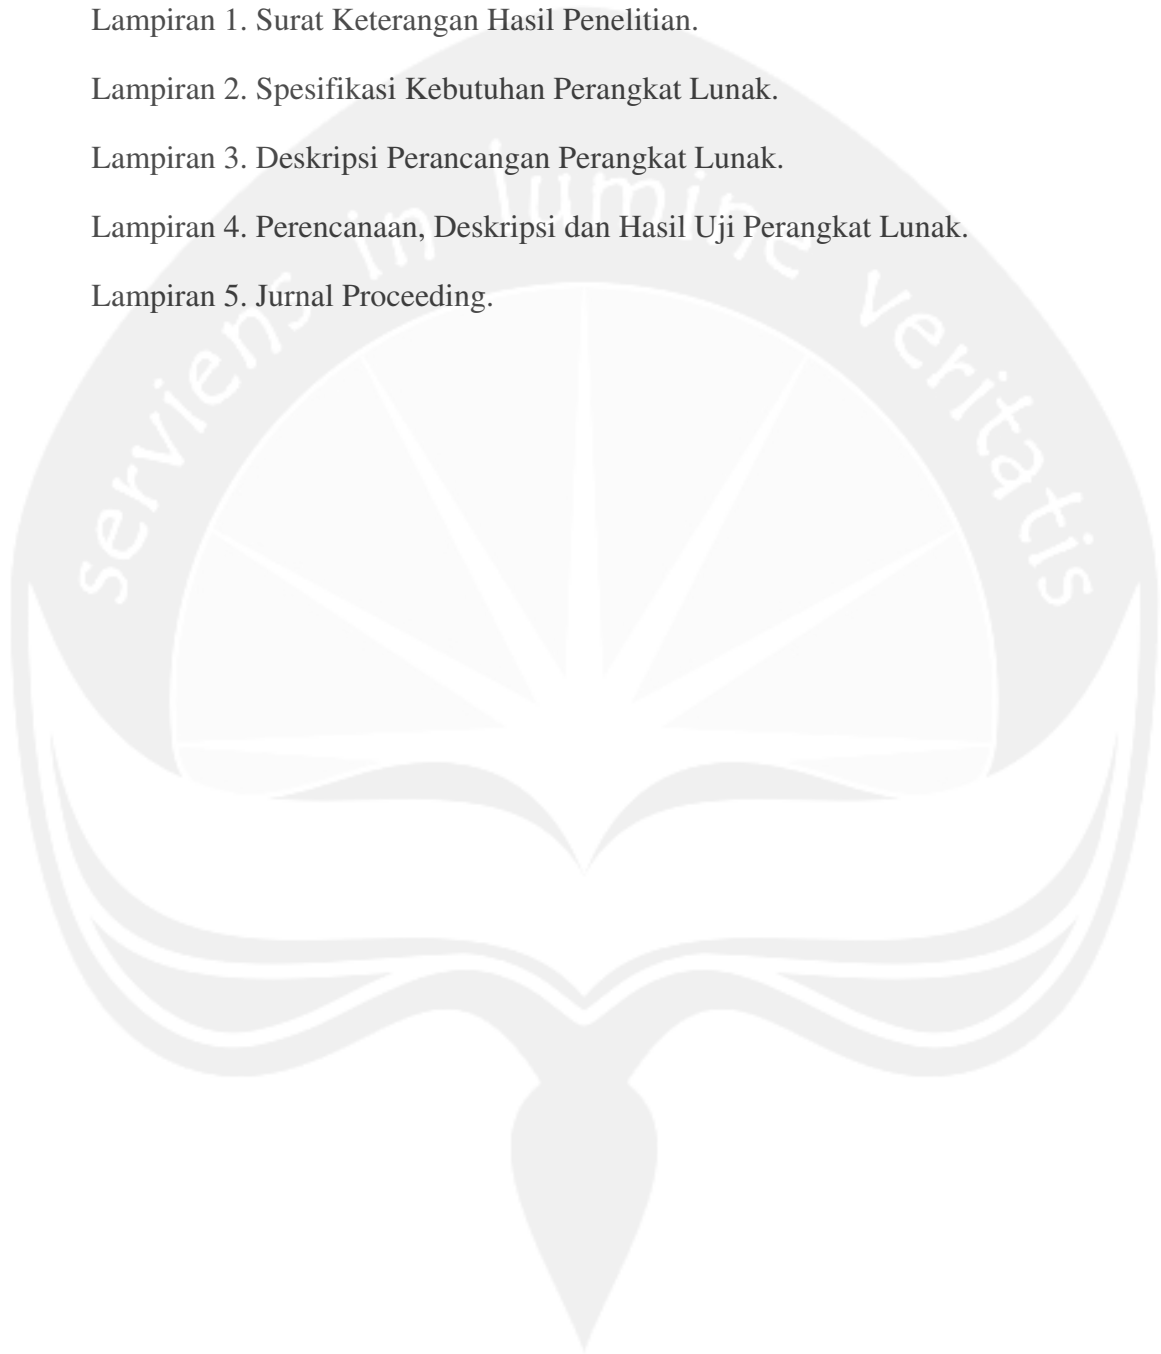 Lampiran 1. Surat Keterangan Hasil Penelitian.
Lampiran 2. Spesifikasi Kebutuhan Perangkat Lunak.
Lampiran 3. Deskripsi Perancangan Perangkat Lunak.
Lampiran 4. Perencanaan, Deskripsi dan Hasil Uji Perangkat Lunak.
Lampiran 5. Jurnal Proceeding.
serviens in lumine veritatis